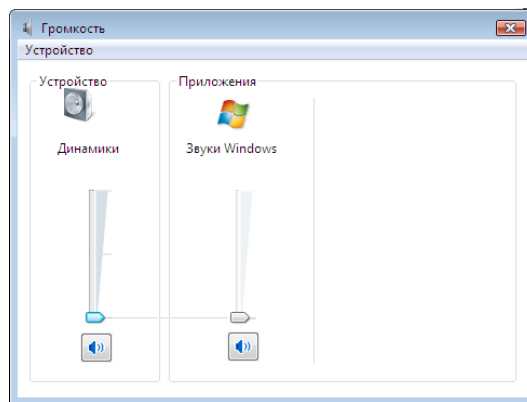 Громкость
Устройство
Устройство
Приложения
Динамики
Звуки Windows